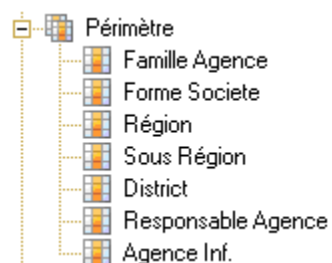 Périmètre
Famille Agence
Forme Societe
Région
Sous Région
District
Responsable Agence
Agence Inf.